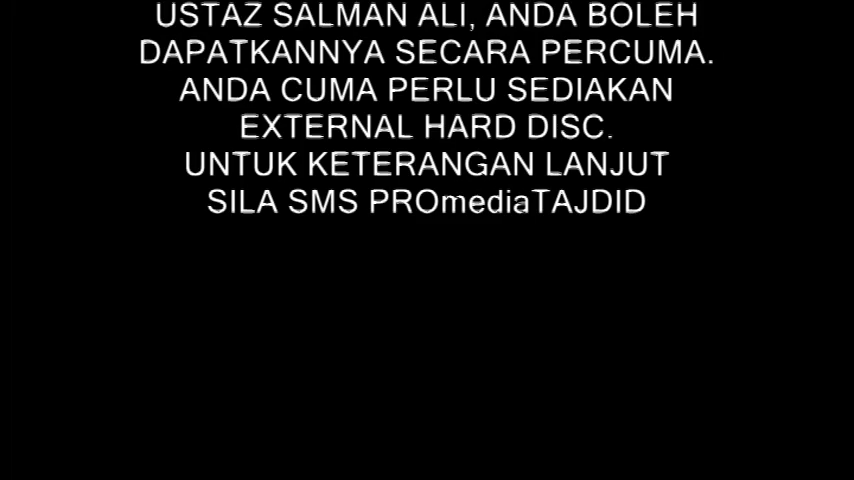 USTAZ SALMAN ALI, ANDA BOLEH
DAPATKANNYA SECARA PERCUMA.
ANDA CUMA PERLU SEDIAKAN
EXTERNAL HARD DISC.
UNTUK KETERANGAN LANJUT
SILA SMS PROmediaTAJDID